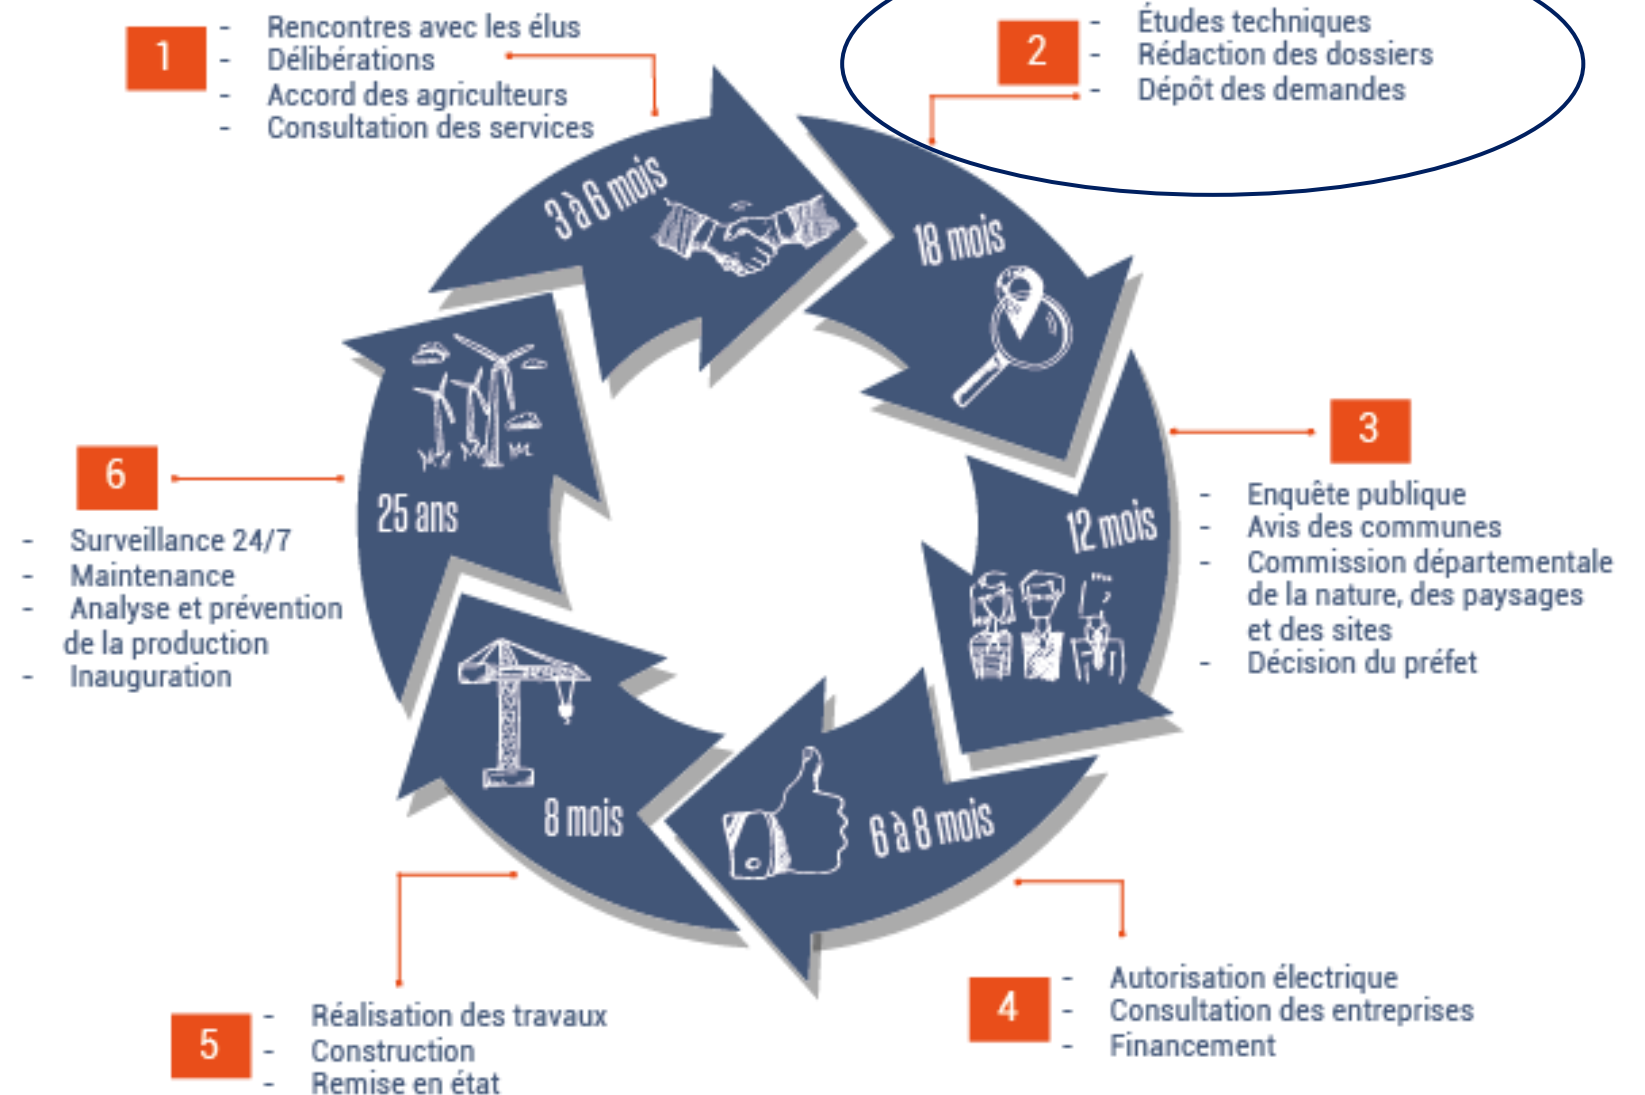 1
- Rencontres avec les élus
- Délibérations
- Accord des agriculteurs
- Consultation des services
3 à 6 mois
2
- Études techniques
- Rédaction des dossiers
- Dépôt des demandes
18 mois
3
- Enquête publique
- Avis des communes
- Commission départementale
de la nature, des paysages
et des sites
- Décision du préfet
12 mois
4
- Autorisation électrique
- Consultation des entreprises
- Financement
6 à 8 mois
5
- Réalisation des travaux
- Construction
- Remise en état
8 mois
6
- Surveillance 24/7
- Maintenance
- Analyse et prévention
de la production
- Inauguration
25 ans